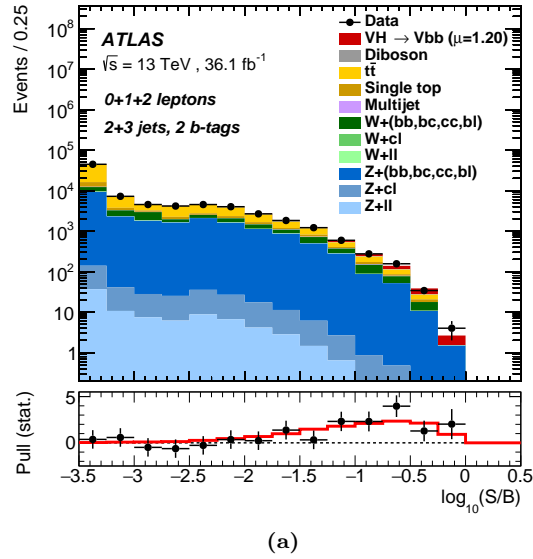 Events / 0.25
10⁸
10⁷
10⁶
10⁵
10⁴
10³
10²
10
1
ATLAS
√s = 13 TeV , 36.1 fb⁻¹
0+1+2 leptons
2+3 jets, 2 b-tags
Data
VH → Vbb (μ=1.20)
Diboson
tt̄
Single top
Multijet
W+(bb,bc,cc,bl)
W+cl
W+ll
Z+(bb,bc,cc,bl)
Z+cl
Z+ll
Pull (stat.)
5
0
−3.5 −3 −2.5 −2 −1.5 −1 −0.5 0 0.5
log₁₀(S/B)
(a)